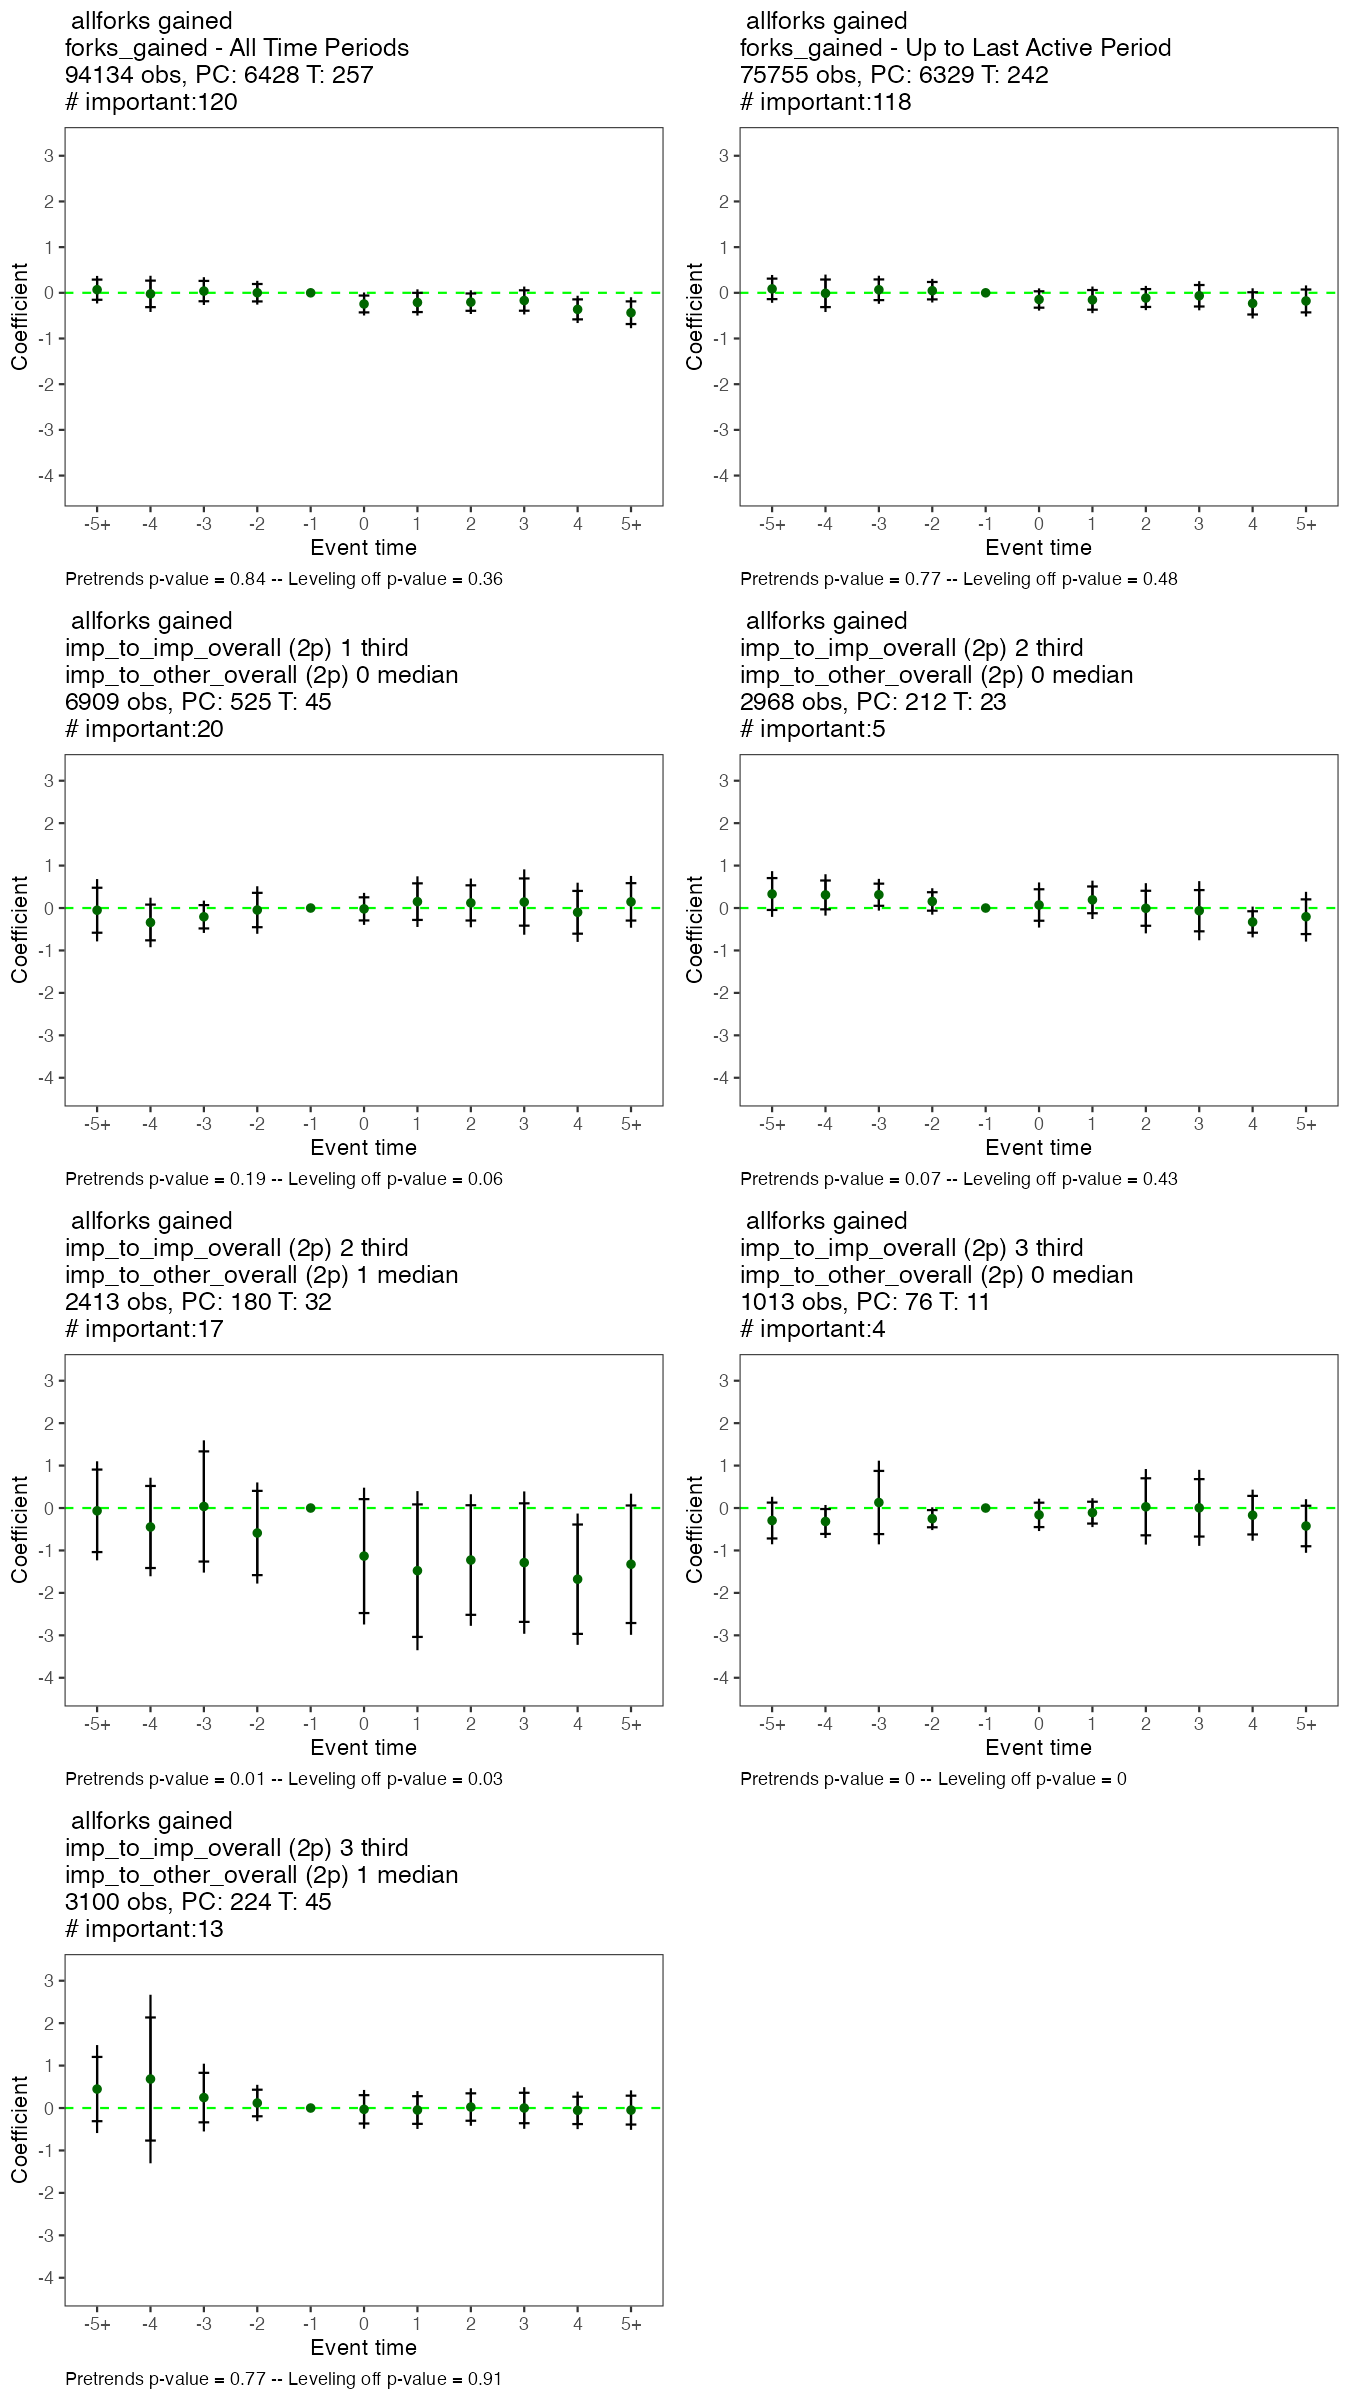 allforks gained
forks_gained - All Time Periods
94134 obs, PC: 6428 T: 257
# important:120
3
2
1
0
-1
-2
-3
-4
Coefficient
-5+ -4 -3 -2 -1 0 1 2 3 4 5+
Event time
Pretrends p-value = 0.84 -- Leveling off p-value = 0.36
allforks gained
forks_gained - Up to Last Active Period
75755 obs, PC: 6329 T: 242
# important:118
3
2
1
0
-1
-2
-3
-4
Coefficient
-5+ -4 -3 -2 -1 0 1 2 3 4 5+
Event time
Pretrends p-value = 0.77 -- Leveling off p-value = 0.48
allforks gained
imp_to_imp_overall (2p) 1 third
imp_to_other_overall (2p) 0 median
6909 obs, PC: 525 T: 45
# important:20
3
2
1
0
-1
-2
-3
-4
Coefficient
-5+ -4 -3 -2 -1 0 1 2 3 4 5+
Event time
Pretrends p-value = 0.19 -- Leveling off p-value = 0.06
allforks gained
imp_to_imp_overall (2p) 2 third
imp_to_other_overall (2p) 0 median
2968 obs, PC: 212 T: 23
# important:5
3
2
1
0
-1
-2
-3
-4
Coefficient
-5+ -4 -3 -2 -1 0 1 2 3 4 5+
Event time
Pretrends p-value = 0.07 -- Leveling off p-value = 0.43
allforks gained
imp_to_imp_overall (2p) 2 third
imp_to_other_overall (2p) 1 median
2413 obs, PC: 180 T: 32
# important:17
3
2
1
0
-1
-2
-3
-4
Coefficient
-5+ -4 -3 -2 -1 0 1 2 3 4 5+
Event time
Pretrends p-value = 0.01 -- Leveling off p-value = 0.03
allforks gained
imp_to_imp_overall (2p) 3 third
imp_to_other_overall (2p) 0 median
1013 obs, PC: 76 T: 11
# important:4
3
2
1
0
-1
-2
-3
-4
Coefficient
-5+ -4 -3 -2 -1 0 1 2 3 4 5+
Event time
Pretrends p-value = 0 -- Leveling off p-value = 0
allforks gained
imp_to_imp_overall (2p) 3 third
imp_to_other_overall (2p) 1 median
3100 obs, PC: 224 T: 45
# important:13
3
2
1
0
-1
-2
-3
-4
Coefficient
-5+ -4 -3 -2 -1 0 1 2 3 4 5+
Event time
Pretrends p-value = 0.77 -- Leveling off p-value = 0.91